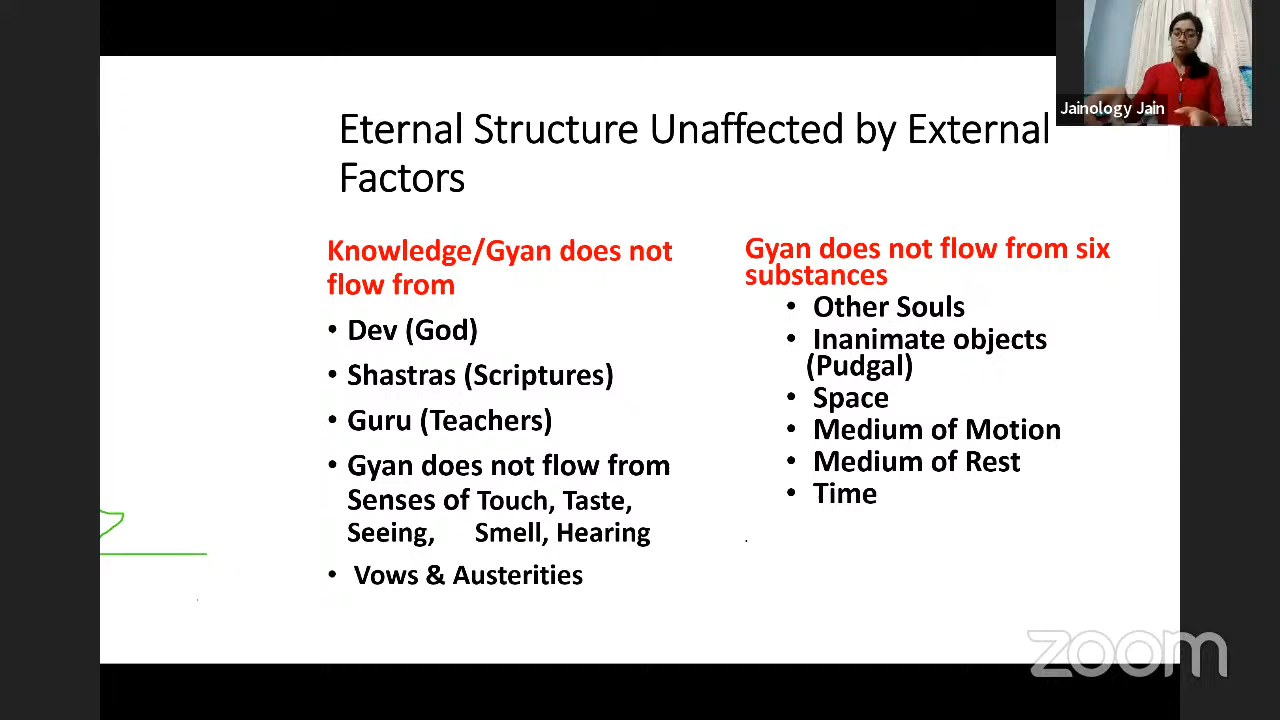 Jainology Jain
Eternal Structure Unaffected by External
Factors
Knowledge/Gyan does not
flow from
• Dev (God)
• Shastras (Scriptures)
• Guru (Teachers)
• Gyan does not flow from
Senses of Touch, Taste,
Seeing, Smell, Hearing
• Vows & Austerities
Gyan does not flow from six
substances
• Other Souls
• Inanimate objects
(Pudgal)
• Space
• Medium of Motion
• Medium of Rest
• Time
.
zoom